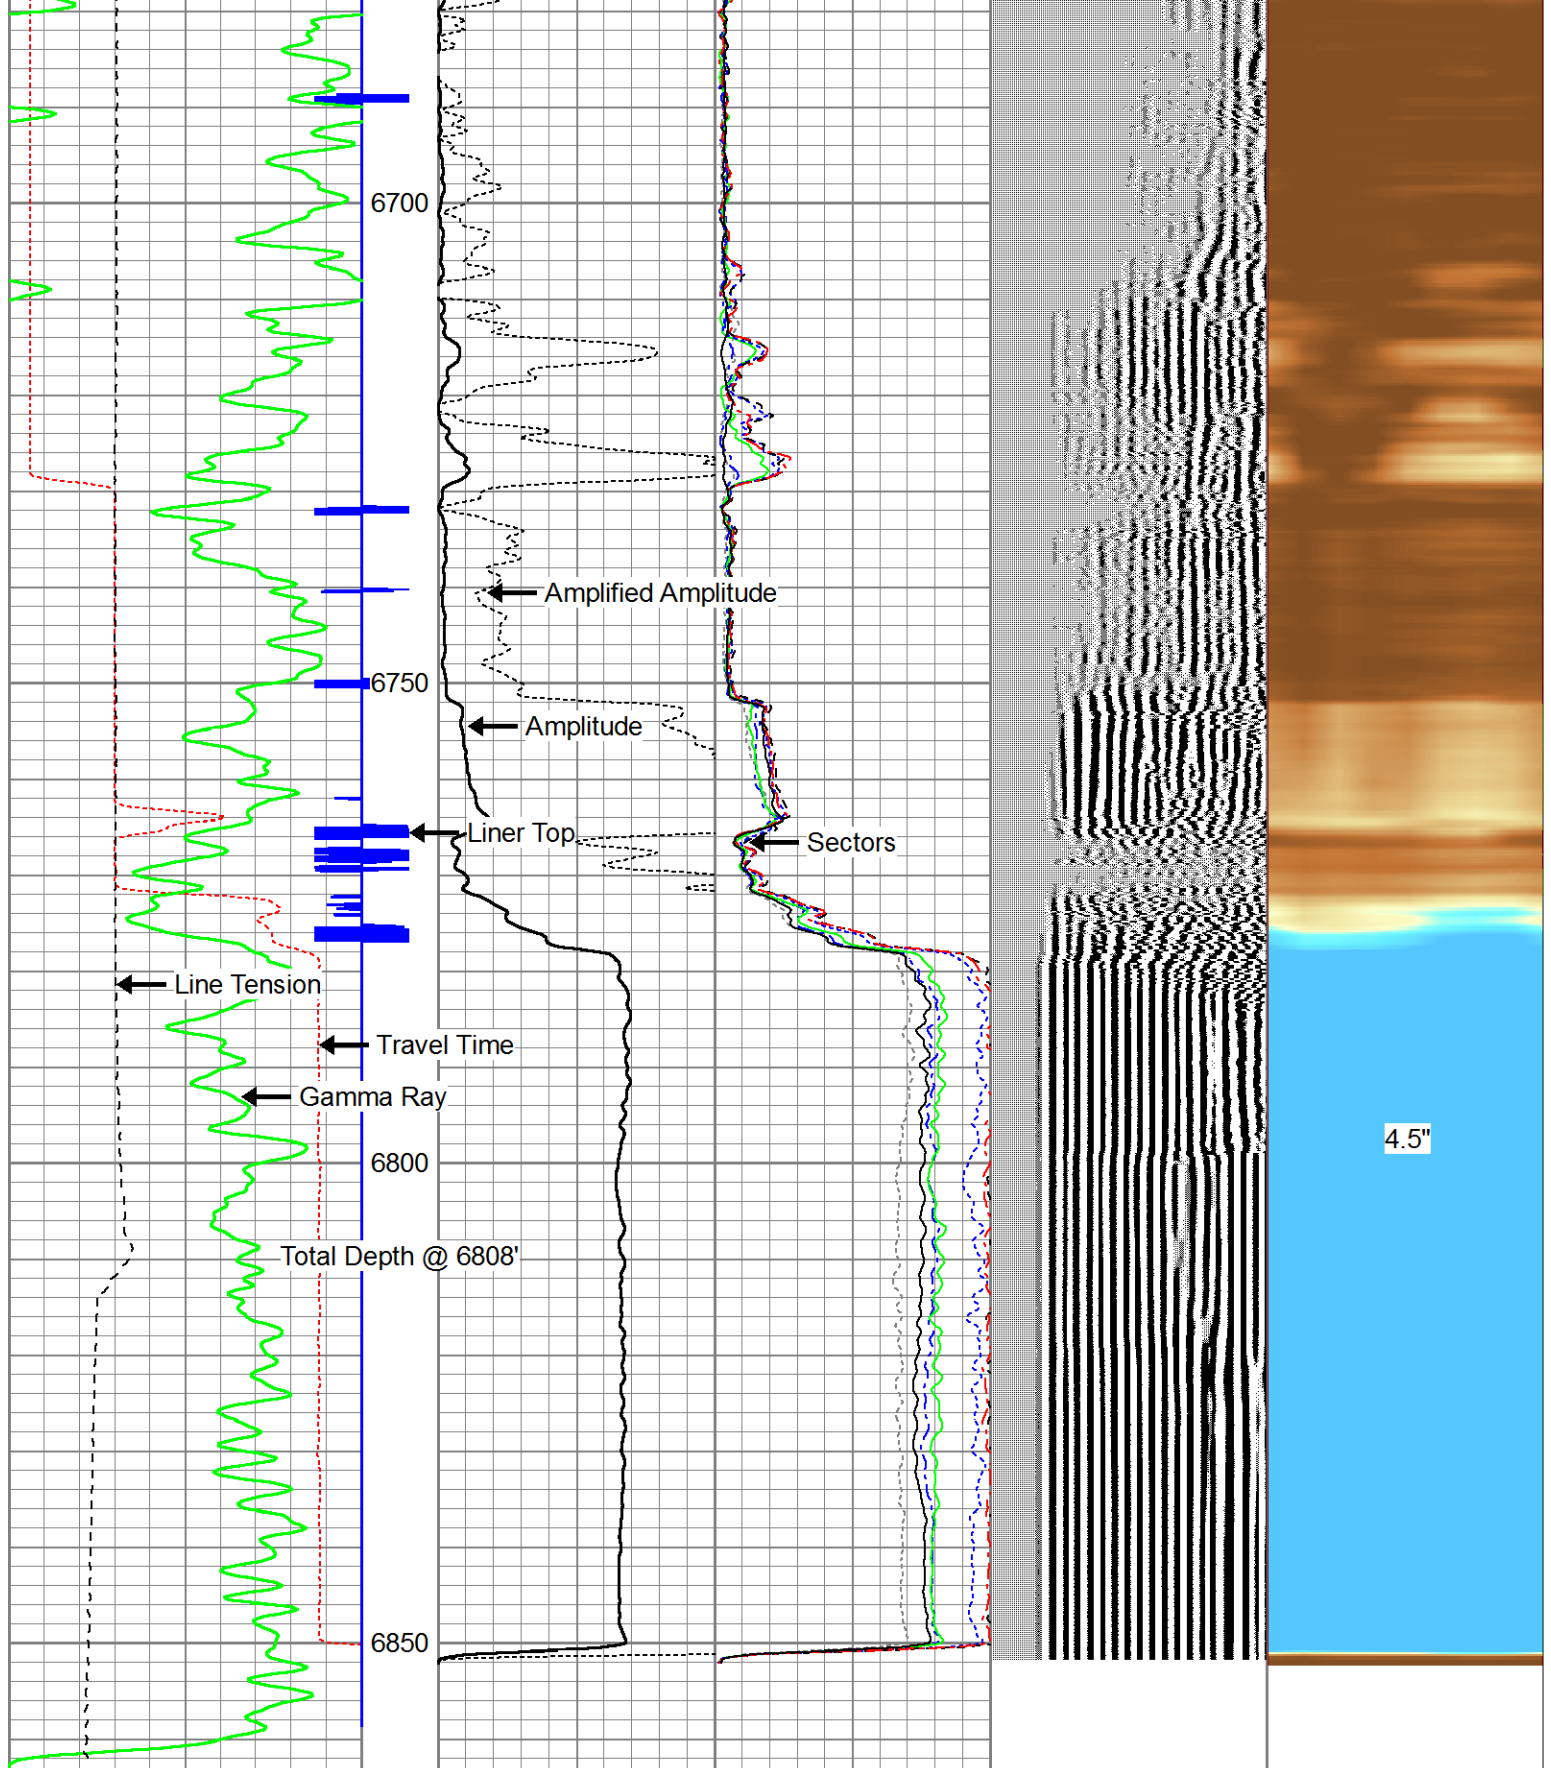 6700
Amplified Amplitude
6750
Amplitude
Liner Top
Sectors
Line Tension
Travel Time
Gamma Ray
4.5"
6800
Total Depth @ 6808'
6850